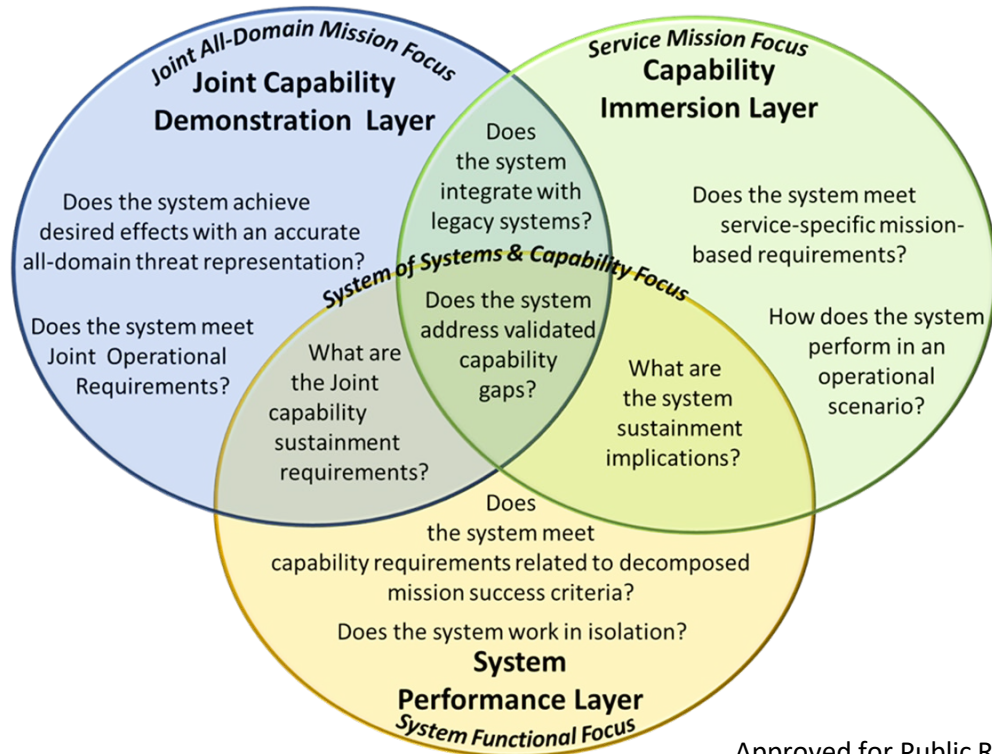 Joint All-Domain Mission Focus
Joint Capability
Demonstration Layer
Service Mission Focus
Capability
Immersion Layer
Does the system achieve
desired effects with an accurate
all-domain threat representation?
Does the system meet
Joint Operational
Requirements?
Does
the system
integrate with
legacy systems?
Does the system meet
service-specific mission-
based requirements?
How does the system
perform in an
operational
scenario?
System of Systems & Capability Focus
Does the system
address validated
capability
gaps?
What are
the Joint
capability
sustainment
requirements?
What are
the system
sustainment
implications?
Does
the system meet
capability requirements related to decomposed
mission success criteria?
Does the system work in isolation?
System
Performance Layer
System Functional Focus
Approved for Public R